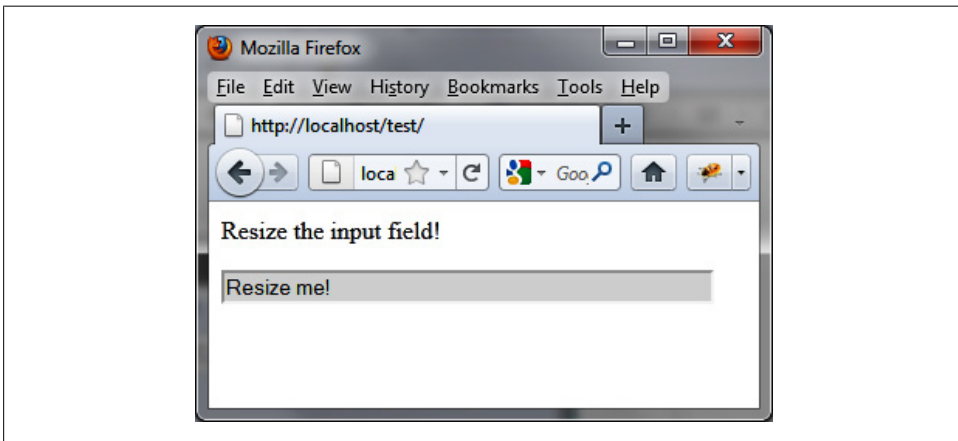 Mozilla Firefox
File Edit View History Bookmarks Tools Help
http://localhost/test/
loca Goo
Resize the input field!
Resize me!